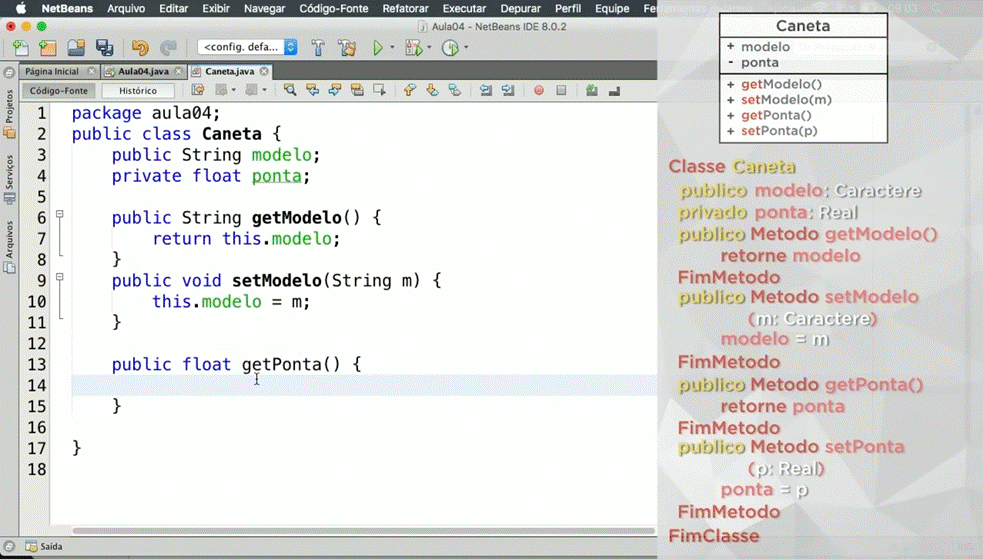 NetBeans Arquivo Editar Exibir Navegar Código-Fonte Refatorar Executar Depurar Perfil Equipe
Aula04 - NetBeans IDE 8.0.2
<config. defa...
Página Inicial Aula04.java Caneta.java
Código-Fonte Histórico
Projetos
Serviços
Arquivos
1 package aula04;
2 public class Caneta {
3 public String modelo;
4 private float ponta;
5
6 public String getModelo() {
7 return this.modelo;
8 }
9 public void setModelo(String m) {
10 this.modelo = m;
11 }
12
13 public float getPonta() {
14
15 }
16
17 }
18
Saída
Caneta
+ modelo
- ponta
+ getModelo()
+ setModelo(m)
+ getPonta()
+ setPonta(p)
Classe Caneta
publico modelo: Caractere
privado ponta: Real
publico Metodo getModelo()
retorne modelo
FimMetodo
publico Metodo setModelo
(m: Caractere)
modelo = m
FimMetodo
publico Metodo getPonta()
retorne ponta
FimMetodo
publico Metodo setPonta
(p: Real)
ponta = p
FimMetodo
FimClasse